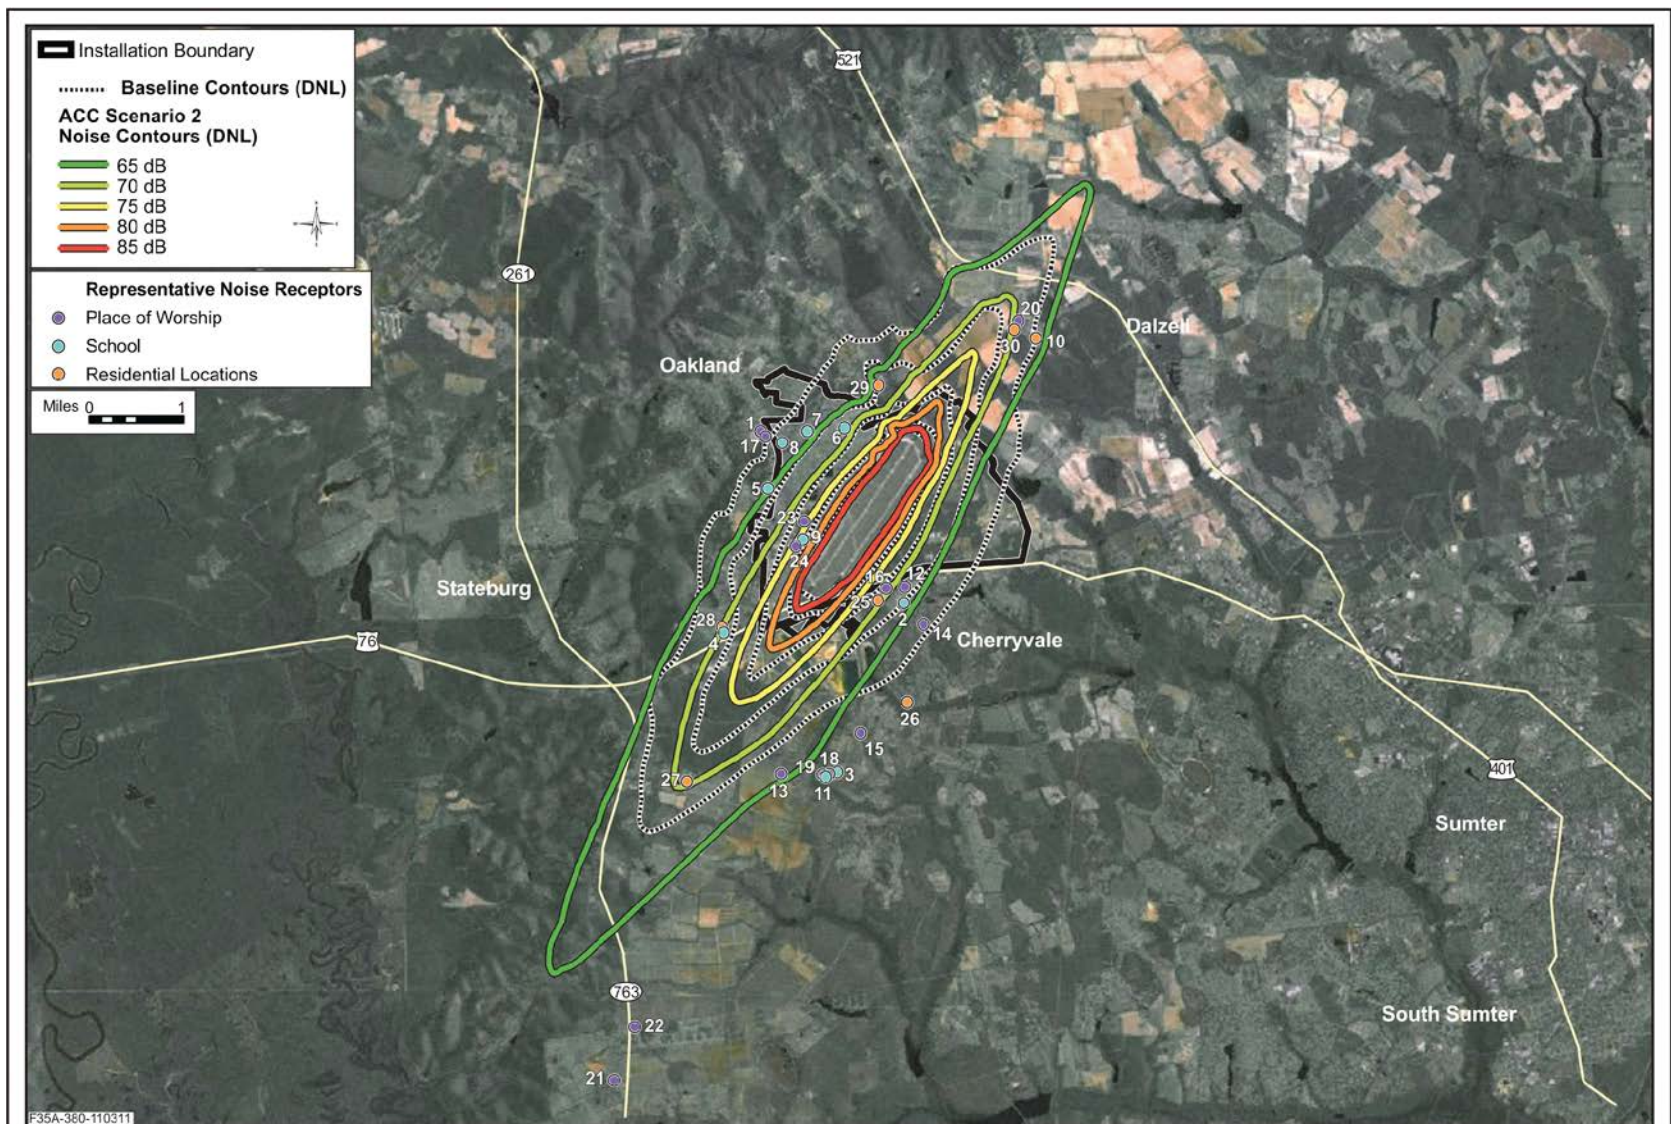 Installation Boundary
Baseline Contours (DNL)
ACC Scenario 2
Noise Contours (DNL)
65 dB
70 dB
75 dB
80 dB
85 dB
Representative Noise Receptors
Place of Worship
School
Residential Locations
Miles 0 1
521
261
20
30
10
Dalzell
Oakland
29
1
17
8
7
6
5
23
9
24
Stateburg
16
12
25
2
28
4
14
Cherryvale
76
26
15
27
13
19
18
3
11
401
Sumter
763
South Sumter
22
21
F35A-380-110311